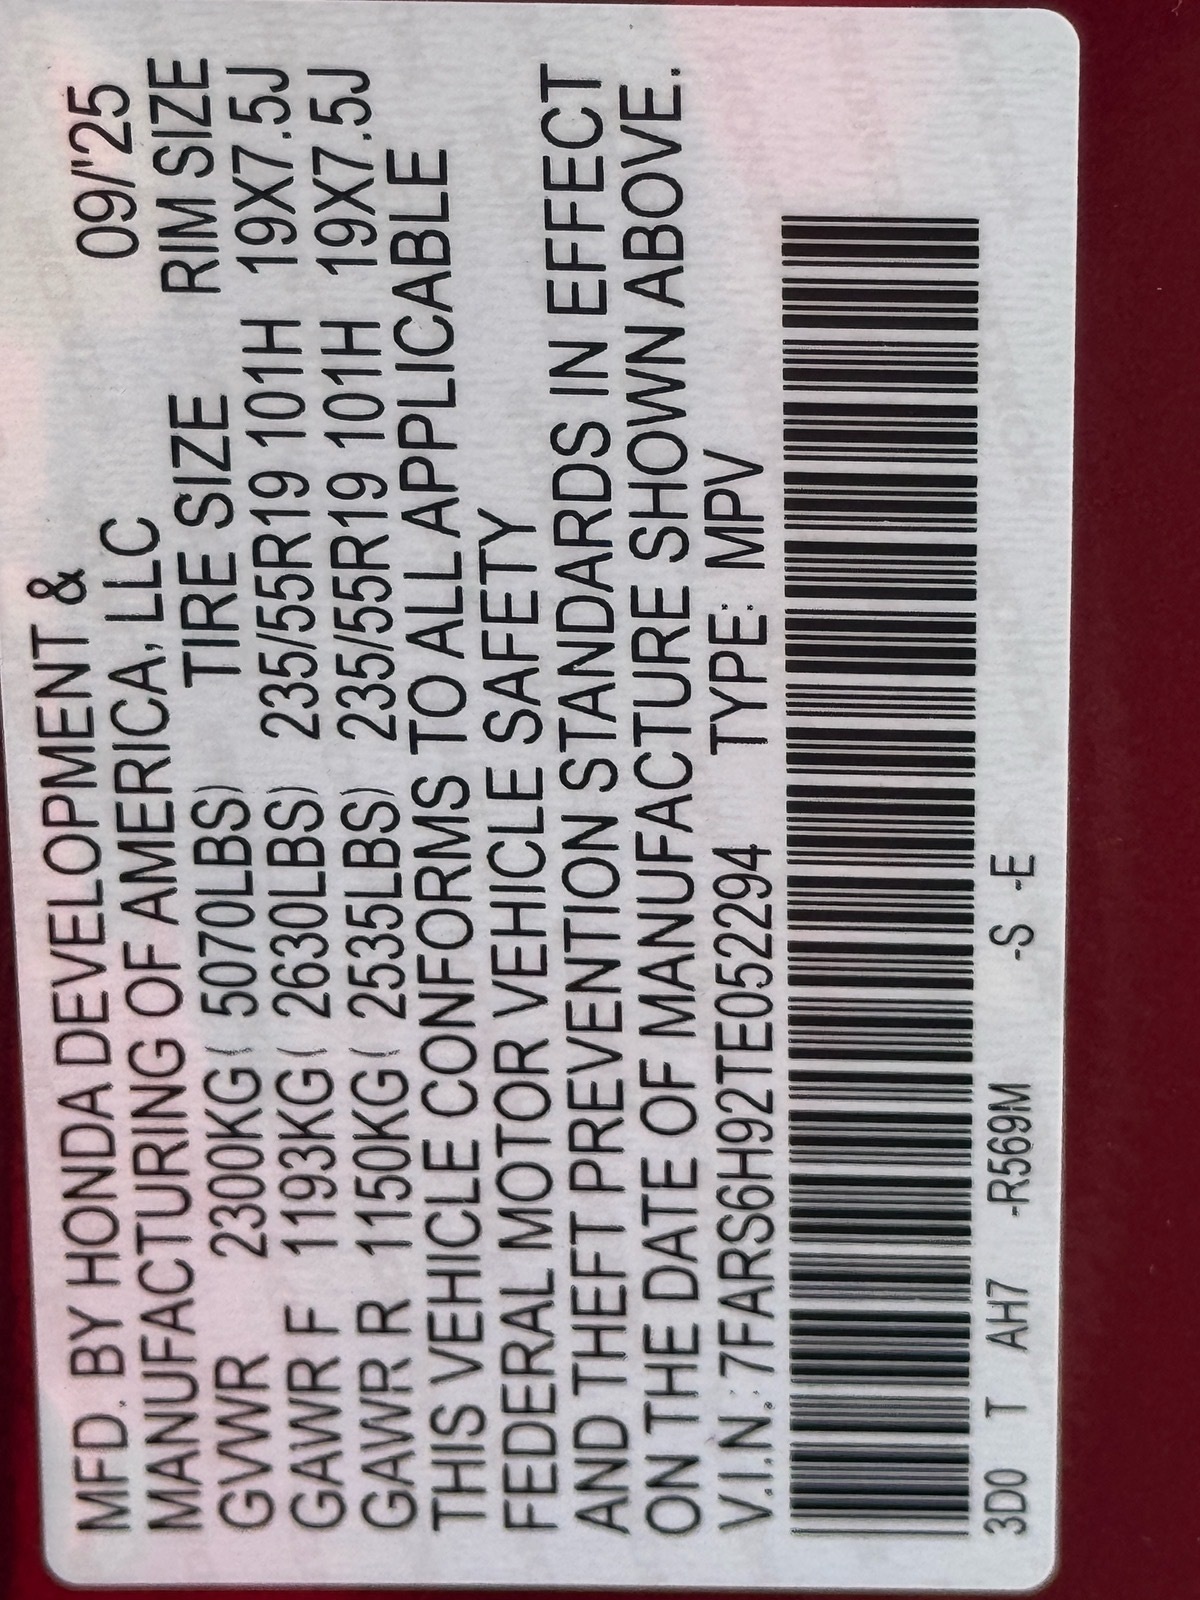 MFD. BY HONDA DEVELOPMENT &
MANUFACTURING OF AMERICA, LLC 09/'25
GVWR 2300KG( 5070LBS) TIRE SIZE RIM SIZE
GAWR F 1193KG( 2630LBS) 235/55R19 101H 19X7.5J
GAWR R 1150KG( 2535LBS) 235/55R19 101H 19X7.5J
THIS VEHICLE CONFORMS TO ALL APPLICABLE
FEDERAL MOTOR VEHICLE SAFETY
AND THEFT PREVENTION STANDARDS IN EFFECT
ON THE DATE OF MANUFACTURE SHOWN ABOVE.
V.I.N.:7FARS6H92TE052294 TYPE: MPV
3D0 T AH7 -R569M -S -E